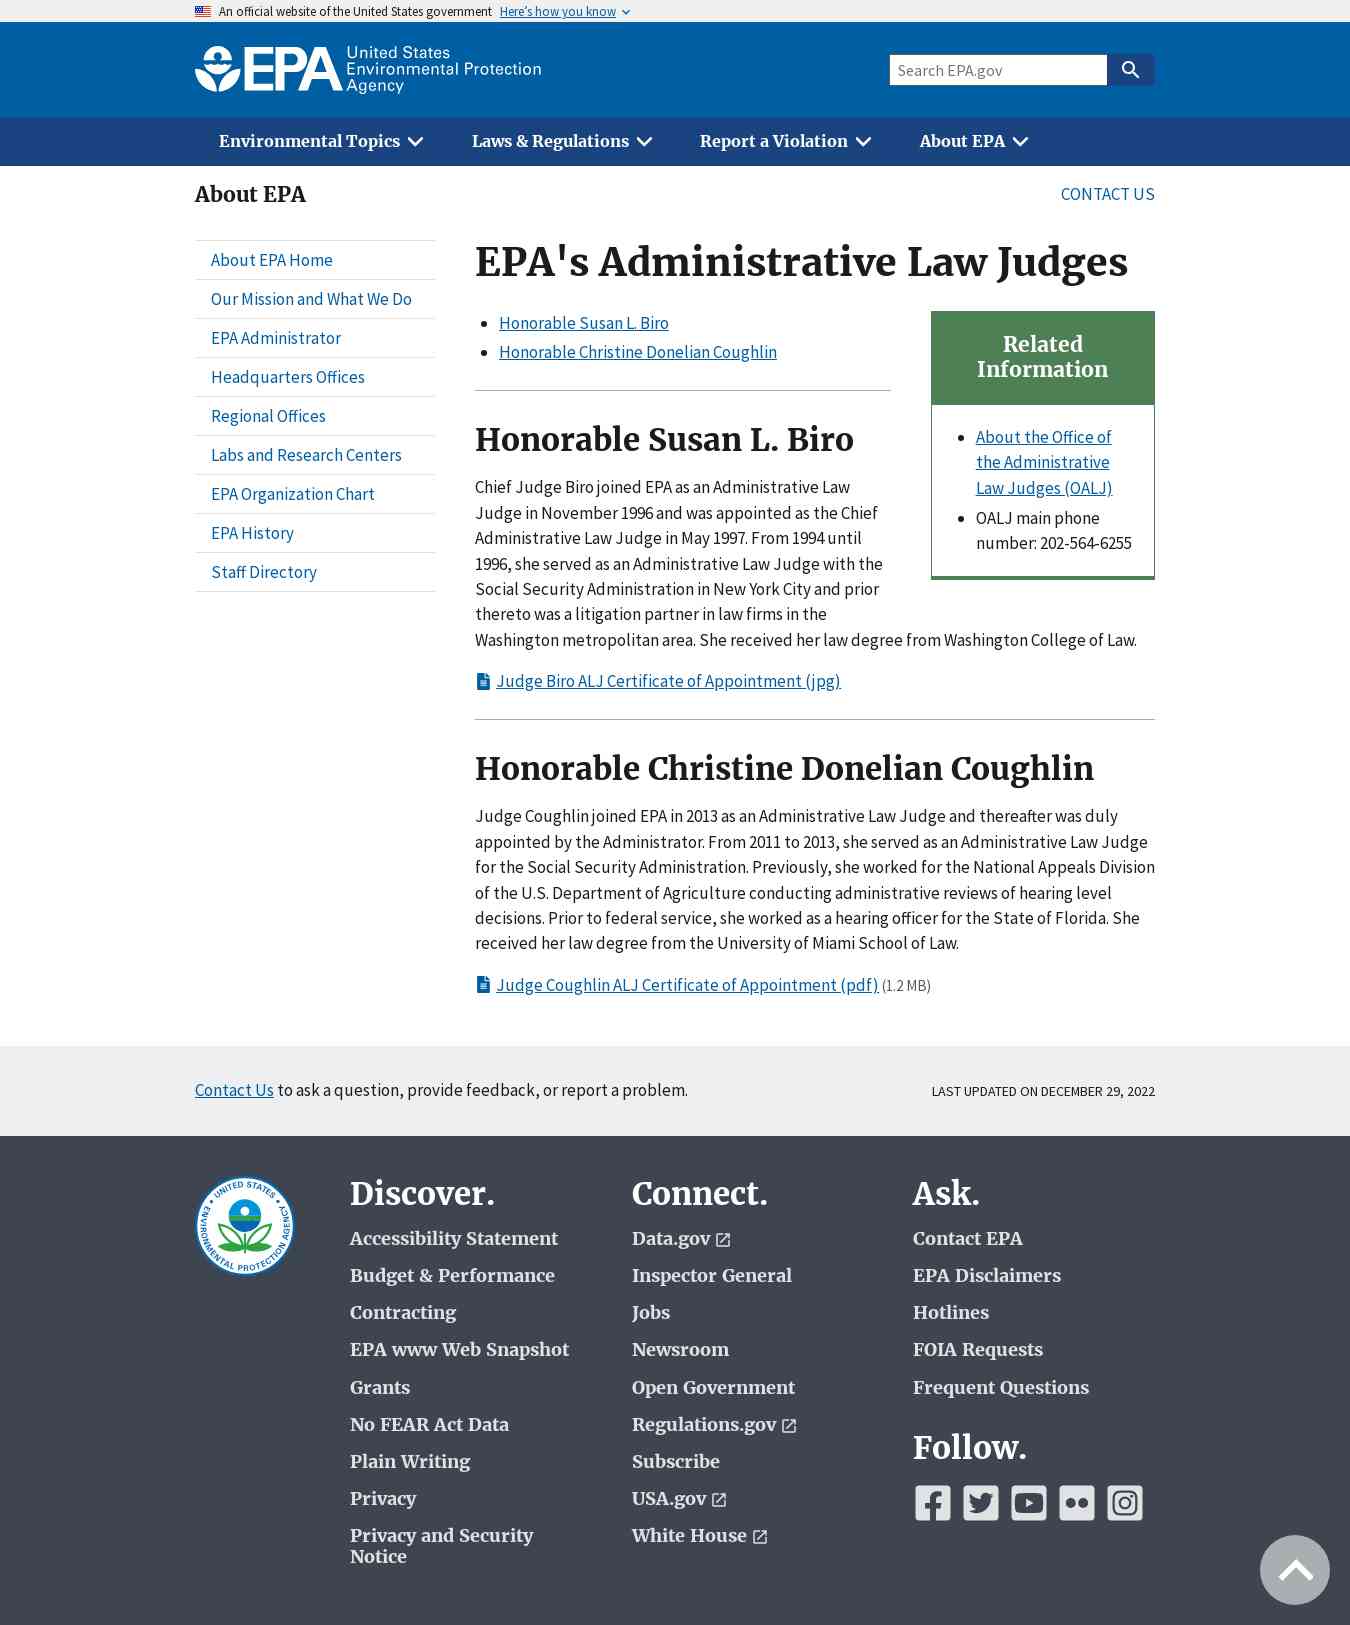 An official website of the United States government Here's how you know
EPA United States
Environmental Protection
Agency
Search EPA.gov
Environmental Topics
Laws & Regulations
Report a Violation
About EPA
About EPA
CONTACT US
About EPA Home
Our Mission and What We Do
EPA Administrator
Headquarters Offices
Regional Offices
Labs and Research Centers
EPA Organization Chart
EPA History
Staff Directory
EPA's Administrative Law Judges
Honorable Susan L. Biro
Honorable Christine Donelian Coughlin
Related
Information
About the Office of
the Administrative
Law Judges (OALJ)
OALJ main phone
number: 202-564-6255
Honorable Susan L. Biro
Chief Judge Biro joined EPA as an Administrative Law
Judge in November 1996 and was appointed as the Chief
Administrative Law Judge in May 1997. From 1994 until
1996, she served as an Administrative Law Judge with the
Social Security Administration in New York City and prior
thereto was a litigation partner in law firms in the
Washington metropolitan area. She received her law degree from Washington College of Law.
Judge Biro ALJ Certificate of Appointment (jpg)
Honorable Christine Donelian Coughlin
Judge Coughlin joined EPA in 2013 as an Administrative Law Judge and thereafter was duly
appointed by the Administrator. From 2011 to 2013, she served as an Administrative Law Judge
for the Social Security Administration. Previously, she worked for the National Appeals Division
of the U.S. Department of Agriculture conducting administrative reviews of hearing level
decisions. Prior to federal service, she worked as a hearing officer for the State of Florida. She
received her law degree from the University of Miami School of Law.
Judge Coughlin ALJ Certificate of Appointment (pdf) (1.2 MB)
Contact Us to ask a question, provide feedback, or report a problem.
LAST UPDATED ON DECEMBER 29, 2022
UNITED STATES
ENVIRONMENTAL PROTECTION AGENCY
Discover.
Accessibility Statement
Budget & Performance
Contracting
EPA www Web Snapshot
Grants
No FEAR Act Data
Plain Writing
Privacy
Privacy and Security
Notice
Connect.
Data.gov
Inspector General
Jobs
Newsroom
Open Government
Regulations.gov
Subscribe
USA.gov
White House
Ask.
Contact EPA
EPA Disclaimers
Hotlines
FOIA Requests
Frequent Questions
Follow.